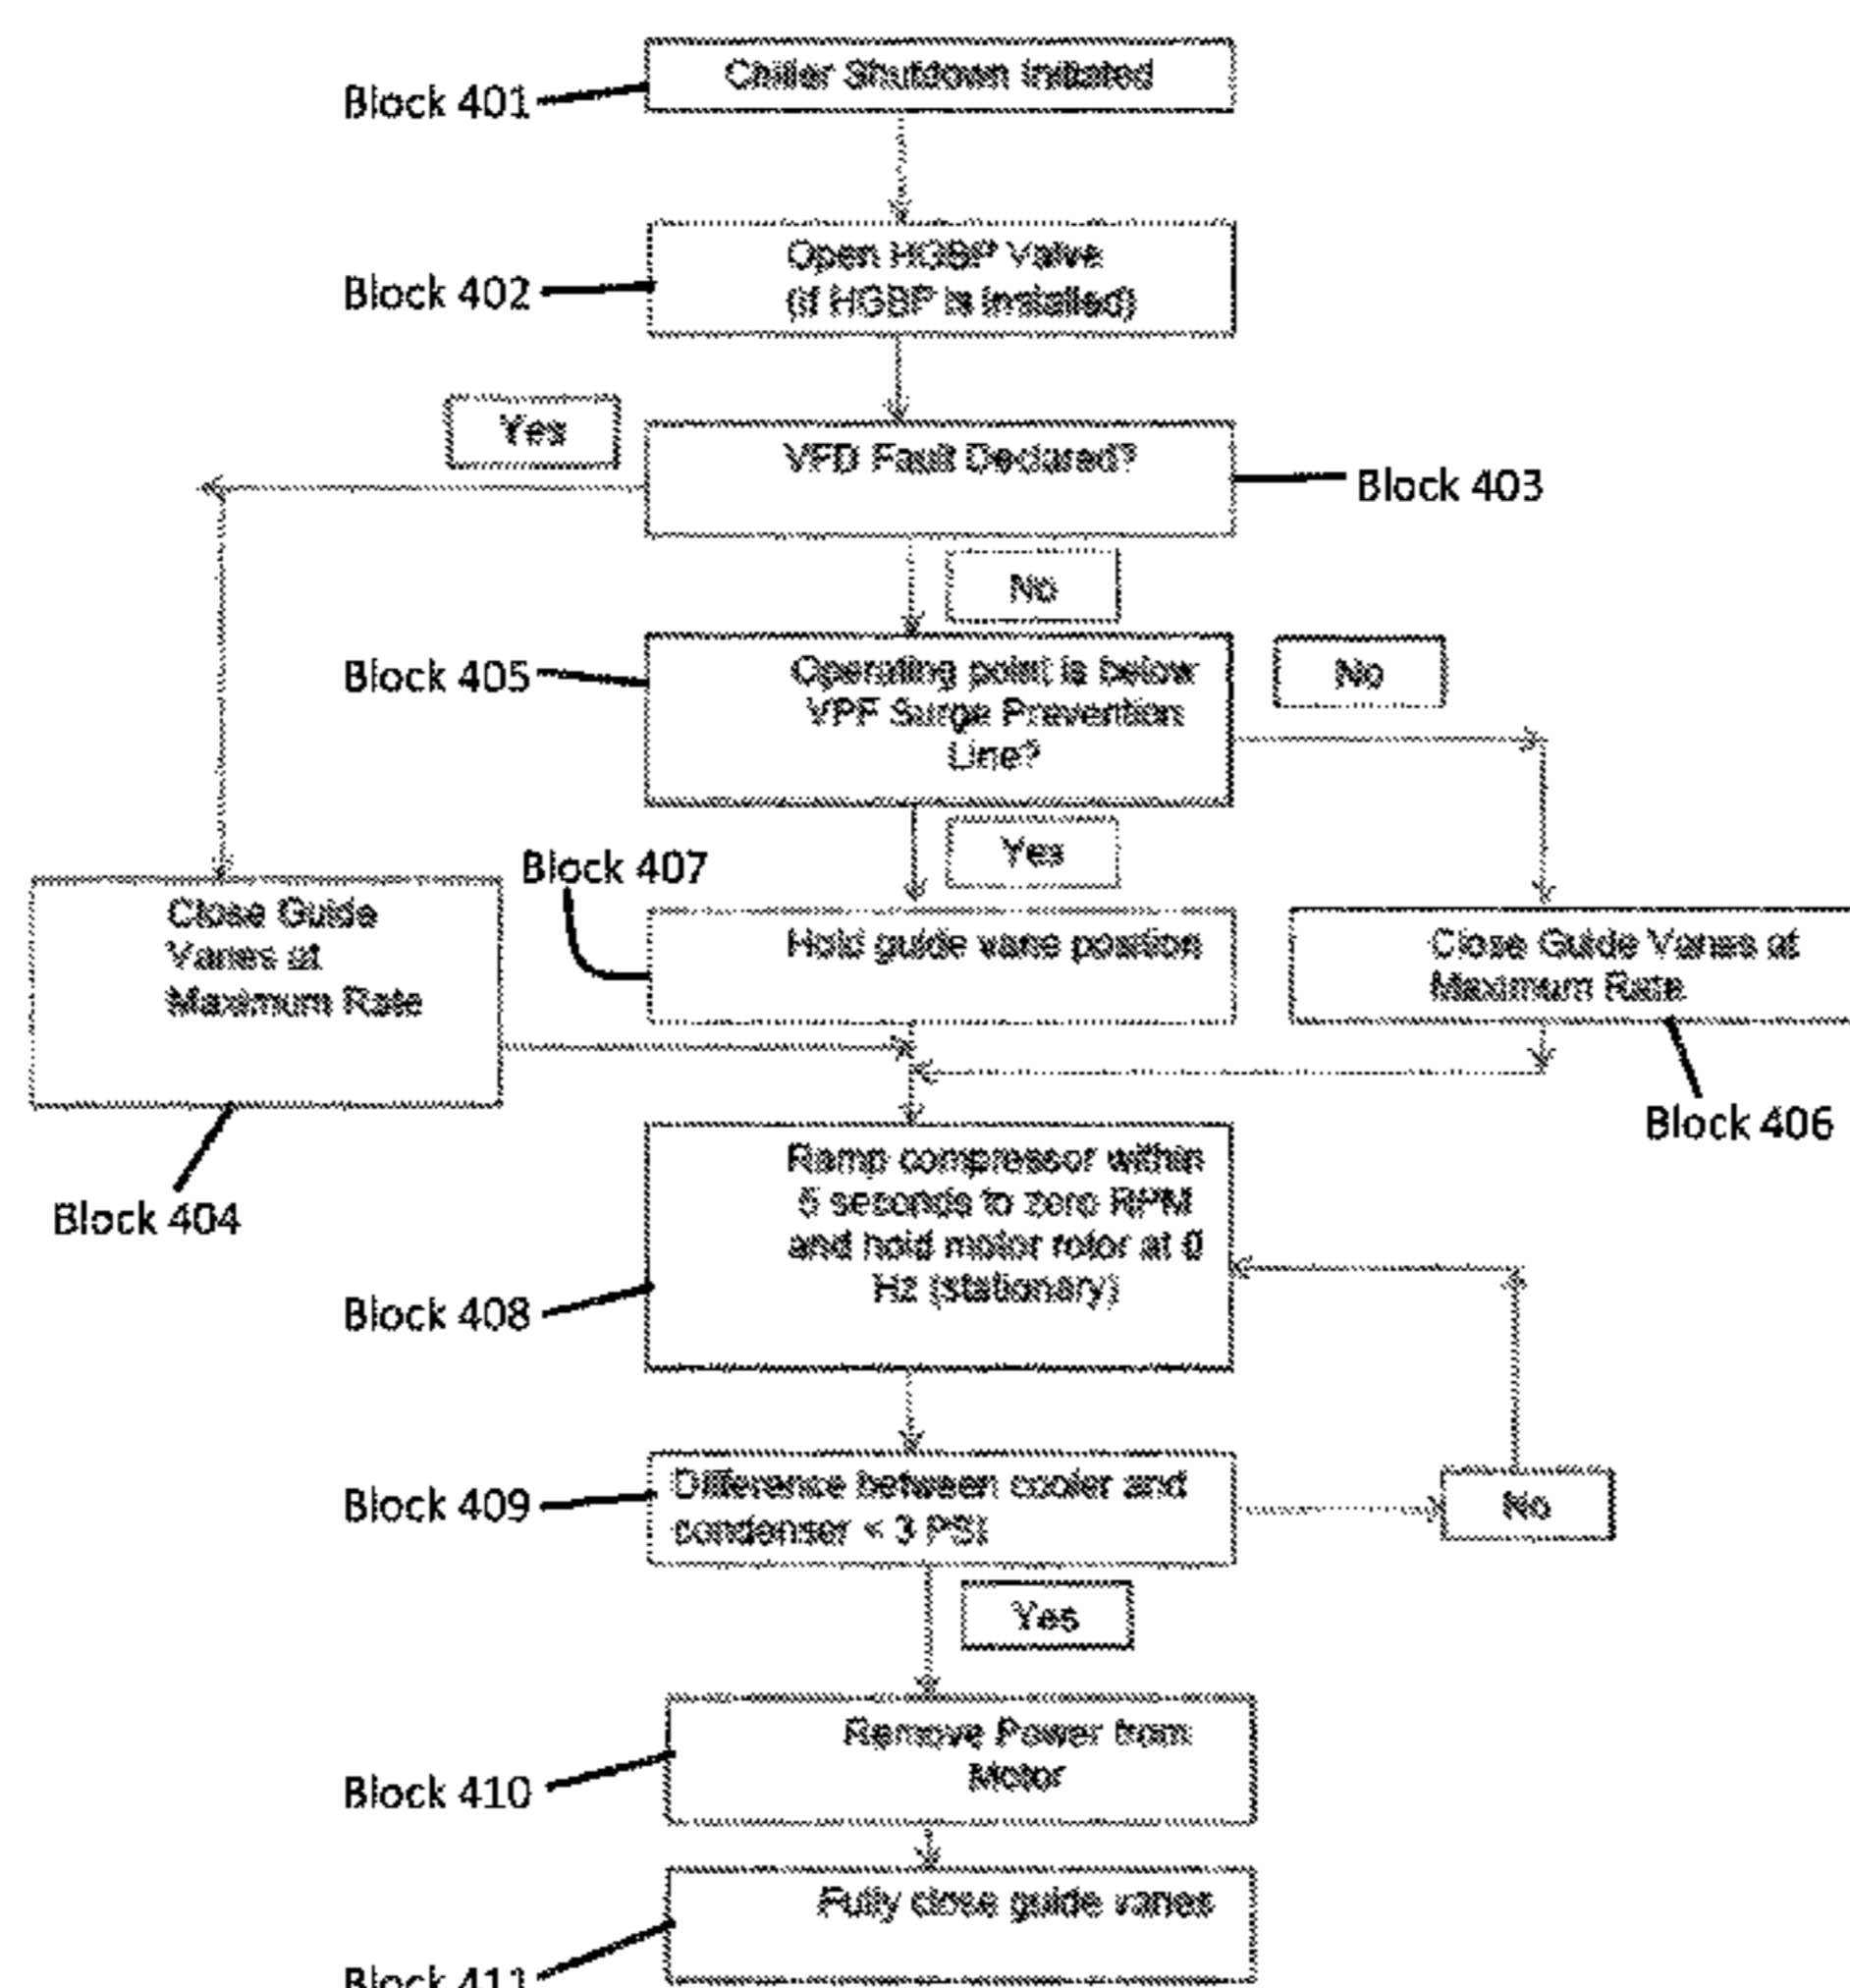 Block 401
Chiller Shutdown Initiated
Block 402
Open HGBP Valve
(if HGBP is installed)
Yes
VFD Fault Declared?
Block 403
No
Block 405
Operating point is below
VPF Surge Prevention
Line?
No
Yes
Block 407
Close Guide
Vanes at
Maximum Rate
Hold guide vane position
Close Guide Vanes at
Maximum Rate
Block 406
Block 404
Ramp compressor within
5 seconds to zero RPM
and hold motor rotor at 0
Hz (stationary)
Block 408
Block 409
Difference between cooler and
condenser < 3 PSI
No
Yes
Block 410
Remove Power from
Motor
Fully close guide vanes
Block 411